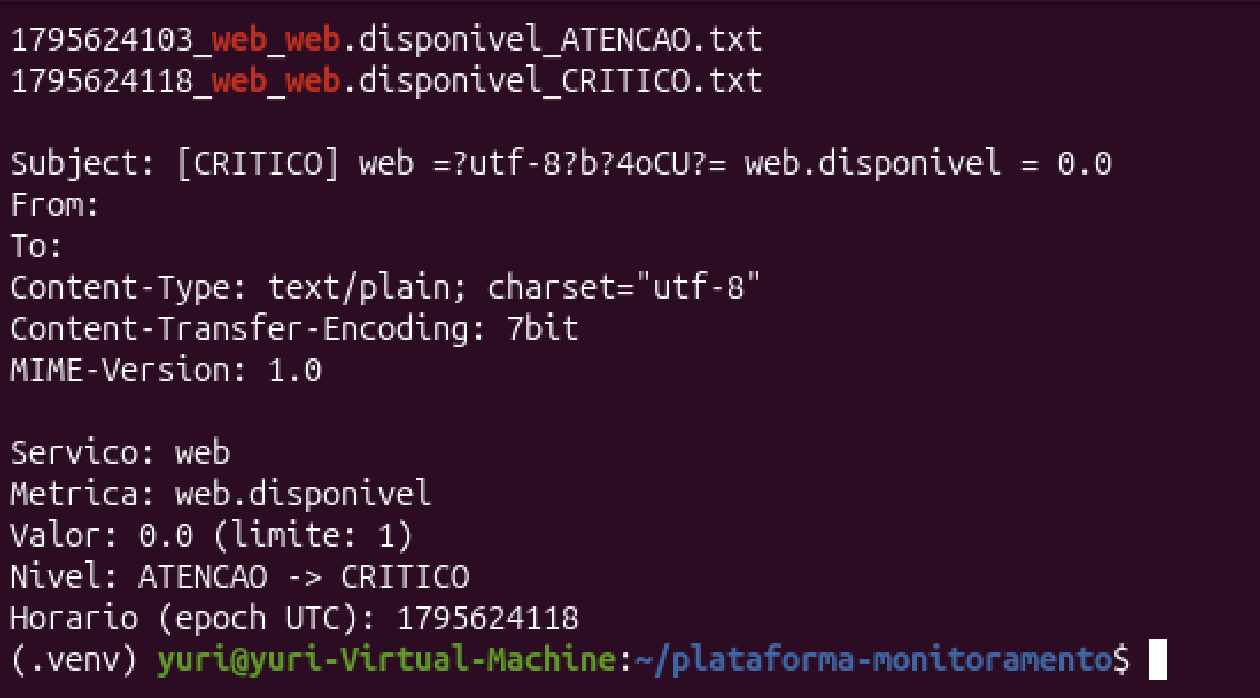 1795624103_web_web.disponivel_ATENCAO.txt
1795624118_web_web.disponivel_CRITICO.txt
Subject: [CRITICO] web =?utf-8?b?4oCU?= web.disponivel = 0.0
From:
To:
Content-Type: text/plain; charset="utf-8"
Content-Transfer-Encoding: 7bit
MIME-Version: 1.0
Servico: web
Metrica: web.disponivel
Valor: 0.0 (limite: 1)
Nivel: ATENCAO -> CRITICO
Horario (epoch UTC): 1795624118
(.venv) yuri@yuri-Virtual-Machine:~/plataforma-monitoramento$